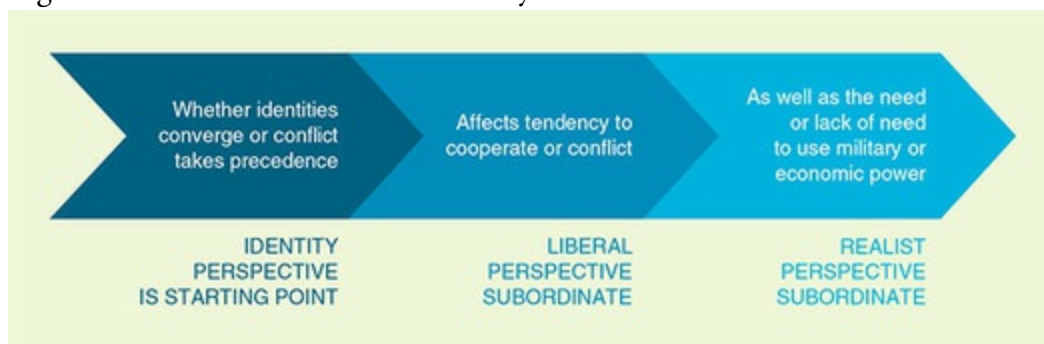 Whether identities
converge or conflict
takes precedence
Affects tendency to
cooperate or conflict
As well as the need
or lack of need
to use military or
economic power
IDENTITY
PERSPECTIVE
IS STARTING POINT
LIBERAL
PERSPECTIVE
SUBORDINATE
REALIST
PERSPECTIVE
SUBORDINATE